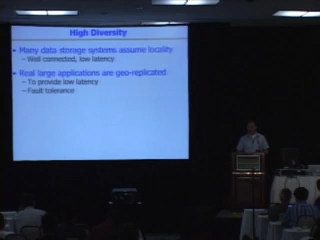 High Diversity
Many data storage systems assume locality
– Well connected, low latency
Real large applications are geo-replicated
– To provide low latency
– Fault tolerance